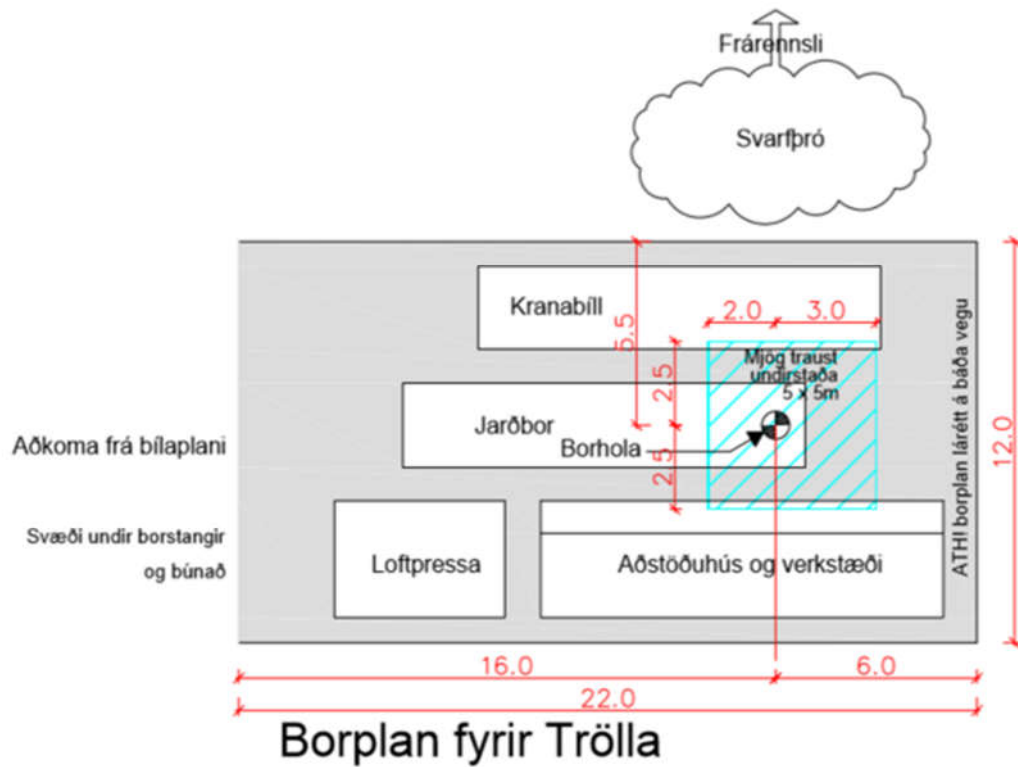 Frárennsli
Svarfþró
Kranabíll
2.0
3.0
5.5
2.5
Mjög traust
undirstaða
5 x 5m
Jarðbor
Borhola
2.5
Aðkoma frá bílaplani
Svæði undir borstangir
og búnað
Loftpressa
Aðstöðuhús og verkstæði
ATH! borplan lárétt á báða vegu
12.0
16.0
6.0
22.0
Borplan fyrir Trölla